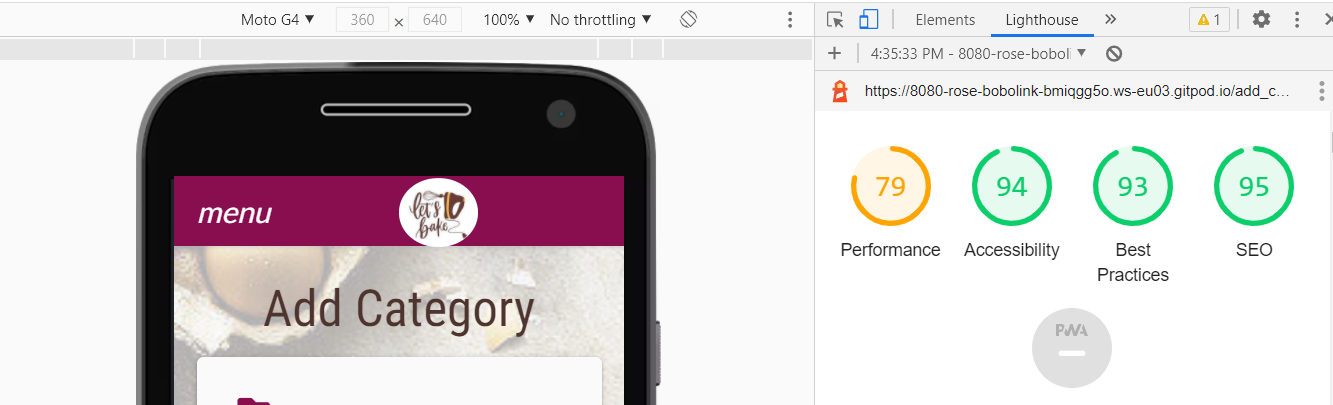 Moto G4 ▼ 360 × 640 100% ▼ No throttling ▼
Elements Lighthouse » 1
+ 4:35:33 PM - 8080-rose-boboli ▼
https://8080-rose-bobolink-bmiqgg5o.ws-eu03.gitpod.io/add_c…
menu
let's
bake
Add Category
79 94 93 95
Performance Accessibility Best Practices SEO
PWA